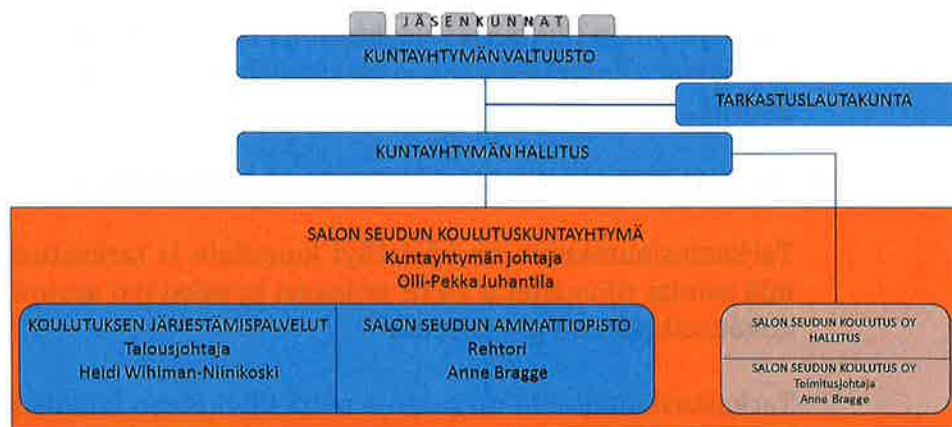 JÄSENKUNNAT
KUNTAYHTYMÄN VALTUUSTO
TARKASTUSLAUTAKUNTA
KUNTAYHTYMÄN HALLITUS
SALON SEUDUN KOULUTUSKUNTAYHTYMÄ
Kuntayhtymän johtaja
Olli-Pekka Juhantila
KOULUTUKSEN JÄRJESTÄMISPALVELUT
Talousjohtaja
Heidi Wihlman-Niinikoski
SALON SEUDUN AMMATTIOPISTO
Rehtori
Anne Bragge
SALON SEUDUN KOULUTUS OY
HALLITUS
SALON SEUDUN KOULUTUS OY
Toimitusjohtaja
Anne Bragge